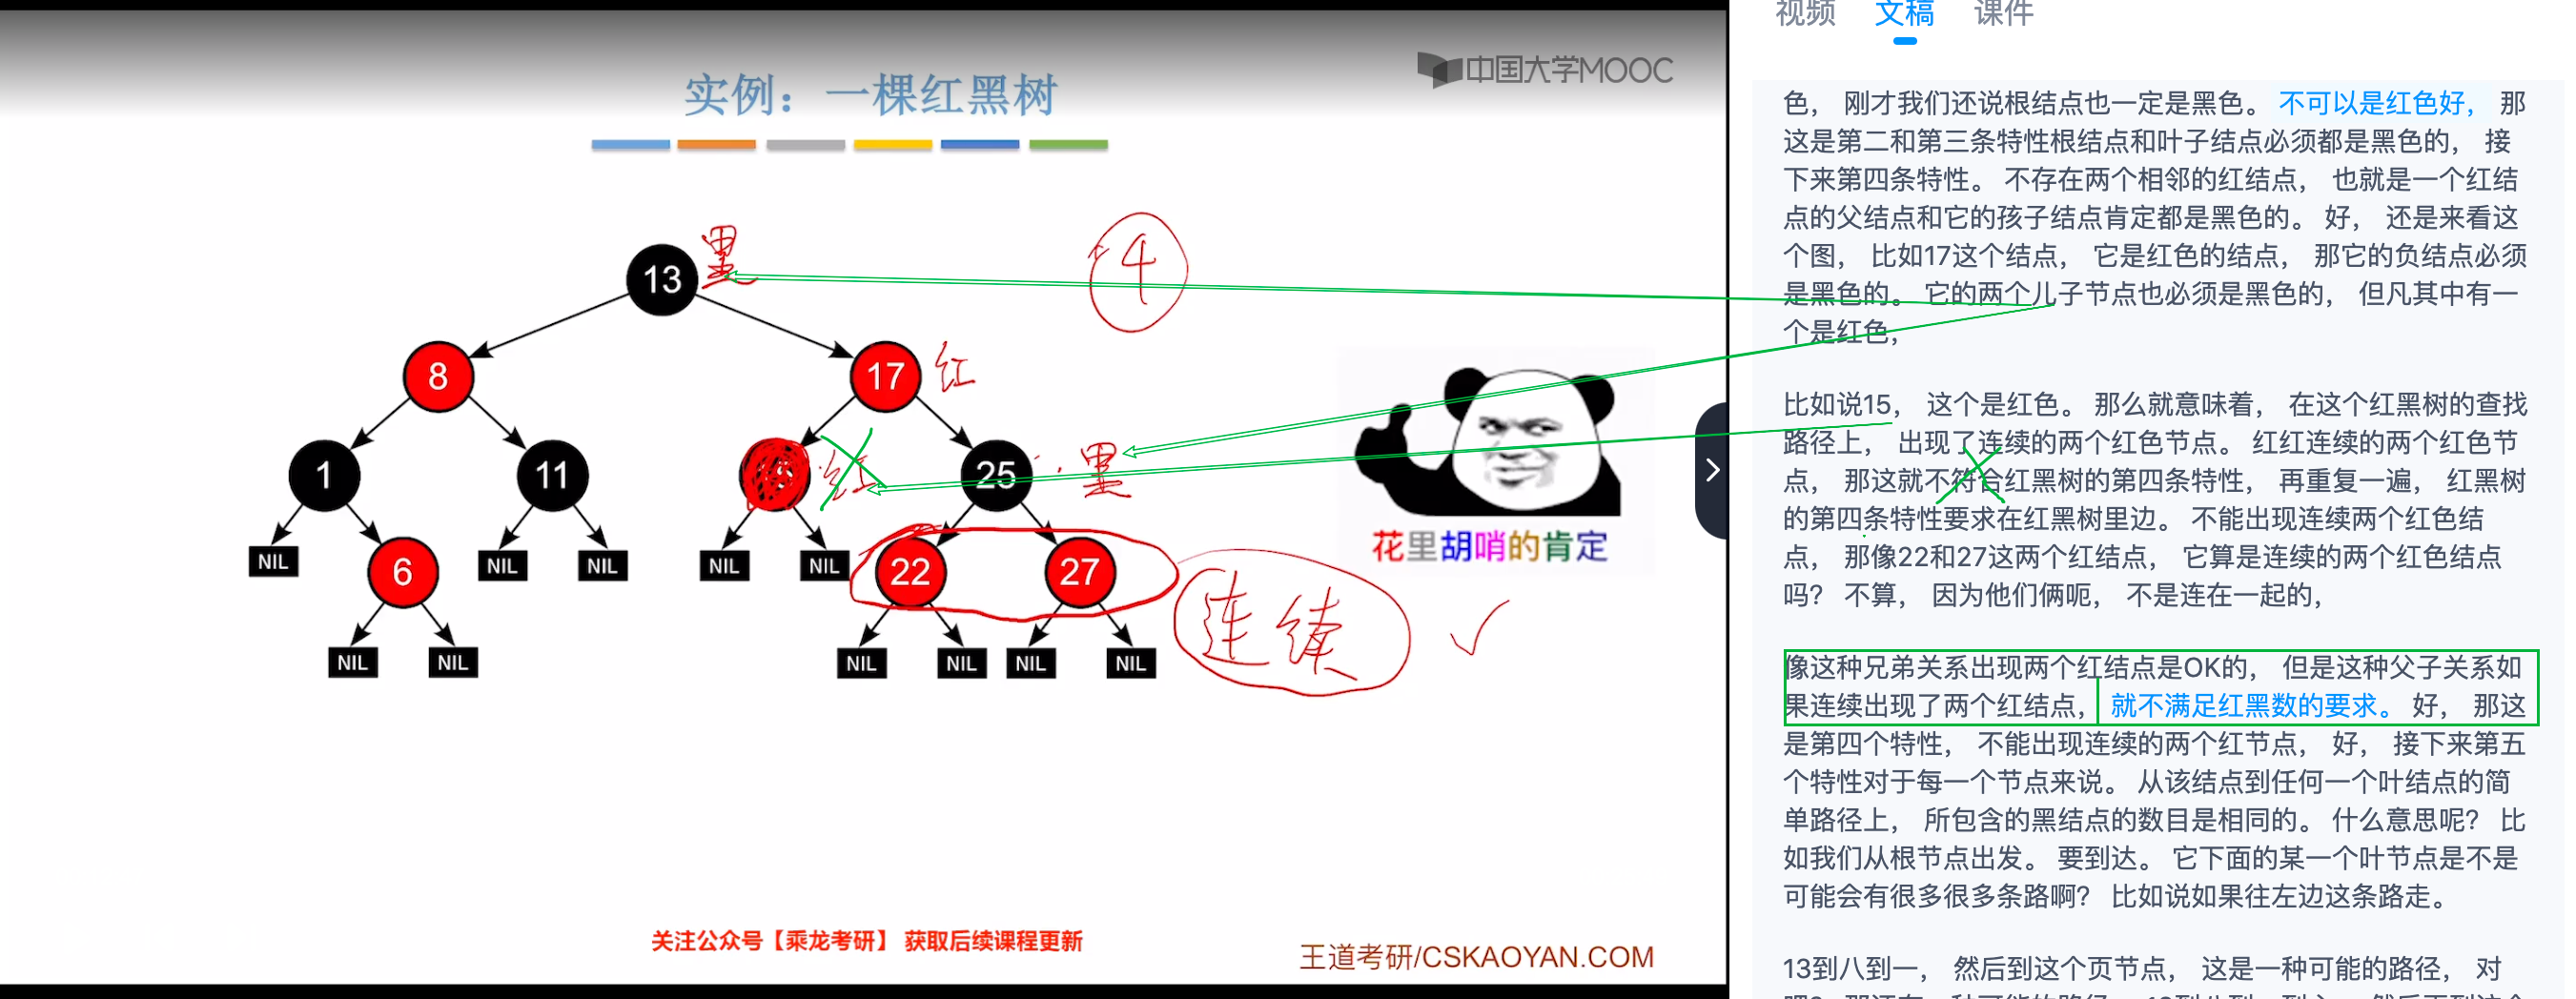 中国大学MOOC
实例：一棵红黑树
13
黑
4
8
17
红
1
11
25
黑
NIL
6
NIL
NIL
NIL
NIL
22
27
NIL
NIL
NIL
NIL
NIL
NIL
连续
花里胡哨的肯定
关注公众号【乘龙考研】 获取后续课程更新
王道考研/CSKAOYAN.COM
视频 文稿 课件
色， 刚才我们还说根结点也一定是黑色。 不可以是红色好， 那
这是第二和第三条特性根结点和叶子结点必须都是黑色的， 接
下来第四条特性。 不存在两个相邻的红结点， 也就是一个红结
点的父结点和它的孩子结点肯定都是黑色的。 好， 还是来看这
个图， 比如17这个结点， 它是红色的结点， 那它的负结点必须
是黑色的。 它的两个儿子节点也必须是黑色的， 但凡其中有一
个是红色，
比如说15， 这个是红色。 那么就意味着， 在这个红黑树的查找
路径上， 出现了连续的两个红色节点。 红红连续的两个红色节
点， 那这就不符合红黑树的第四条特性， 再重复一遍， 红黑树
的第四条特性要求在红黑树里边。 不能出现连续两个红色结
点， 那像22和27这两个红结点， 它算是连续的两个红色结点
吗？ 不算， 因为他们俩呃， 不是连在一起的，
像这种兄弟关系出现两个红结点是OK的， 但是这种父子关系如
果连续出现了两个红结点， 就不满足红黑数的要求。 好， 那这
是第四个特性， 不能出现连续的两个红节点， 好， 接下来第五
个特性对于每一个节点来说。 从该结点到任何一个叶结点的简
单路径上， 所包含的黑结点的数目是相同的。 什么意思呢？ 比
如我们从根节点出发。 要到达。 它下面的某一个叶节点是不是
可能会有很多很多条路啊？ 比如说如果往左边这条路走。
13到八到一， 然后到这个页节点， 这是一种可能的路径， 对